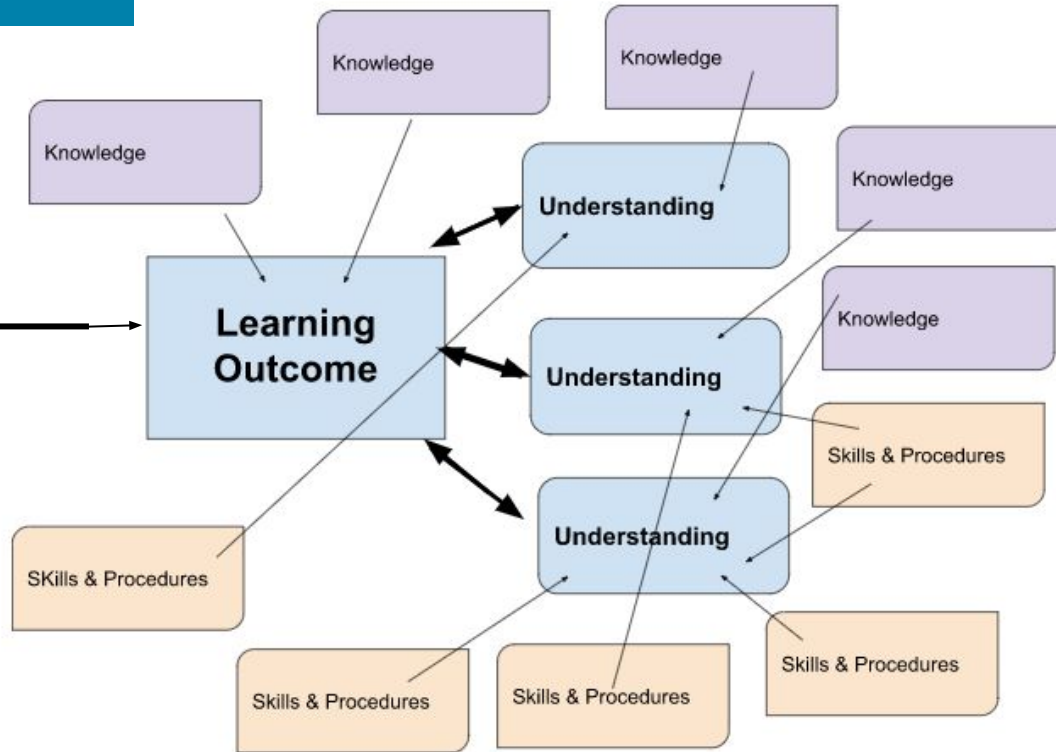 Knowledge
Knowledge
Knowledge
Knowledge
Understanding
Knowledge
Learning
Outcome
Understanding
Skills & Procedures
Understanding
SKills & Procedures
Skills & Procedures
Skills & Procedures
Skills & Procedures